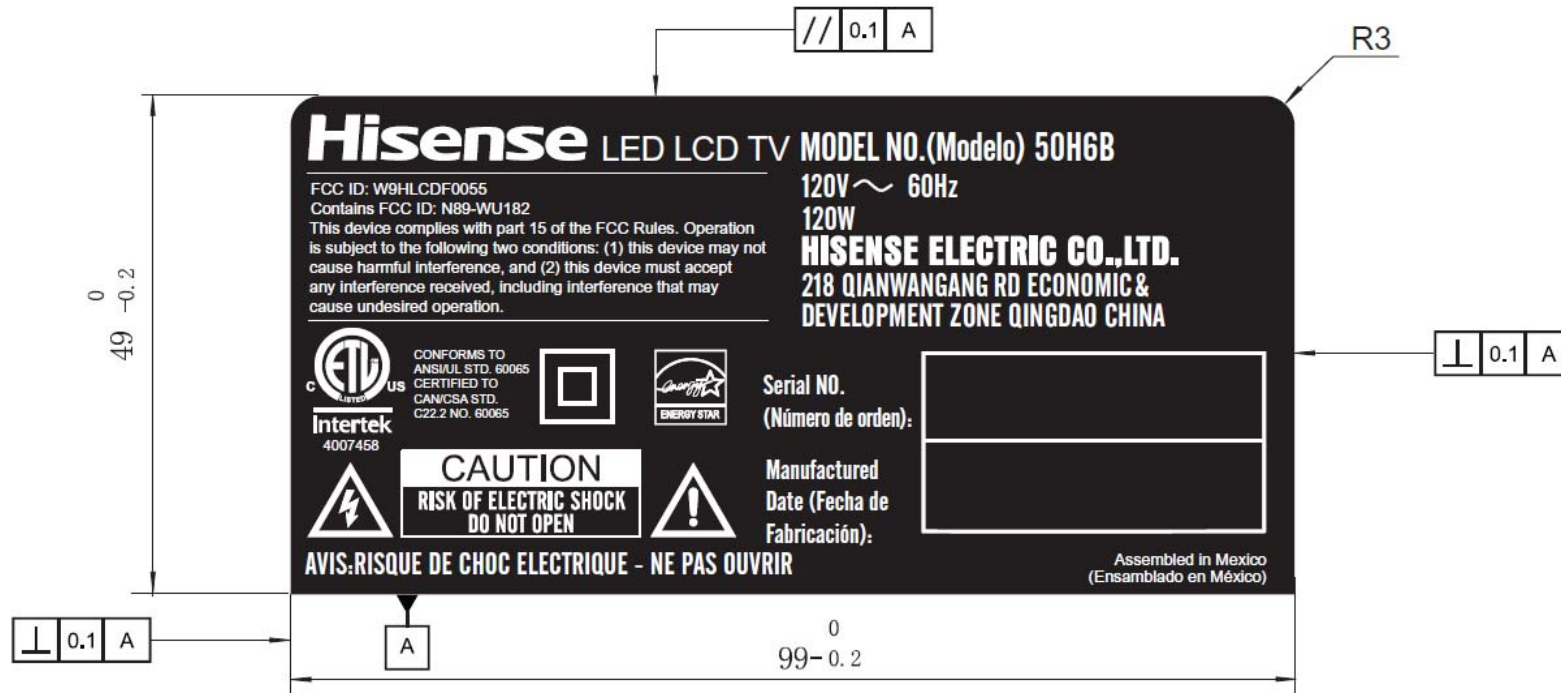 // 0.1 A
R3
Hisense LED LCD TV
FCC ID: W9HLCDF0055
Contains FCC ID: N89-WU182
This device complies with part 15 of the FCC Rules. Operation
is subject to the following two conditions: (1) this device may not
cause harmful interference, and (2) this device must accept
any interference received, including interference that may
cause undesired operation.
MODEL NO.(Modelo) 50H6B
120V～ 60Hz
120W
HISENSE ELECTRIC CO.,LTD.
218 QIANWANGANG RD ECONOMIC &
DEVELOPMENT ZONE QINGDAO CHINA
0
49-0.2
C ETL US
LISTED
Intertek
4007458
CONFORMS TO
ANSI/UL STD. 60065
CERTIFIED TO
CAN/CSA STD.
C22.2 NO. 60065
energy
ENERGY STAR
Serial NO.
(Número de orden):
Manufactured
Date (Fecha de
Fabricación):
⊥ 0.1 A
CAUTION
RISK OF ELECTRIC SHOCK
DO NOT OPEN
AVIS:RISQUE DE CHOC ELECTRIQUE - NE PAS OUVRIR
Assembled in Mexico
(Ensamblado en México)
⊥ 0.1 A
A
0
99-0.2